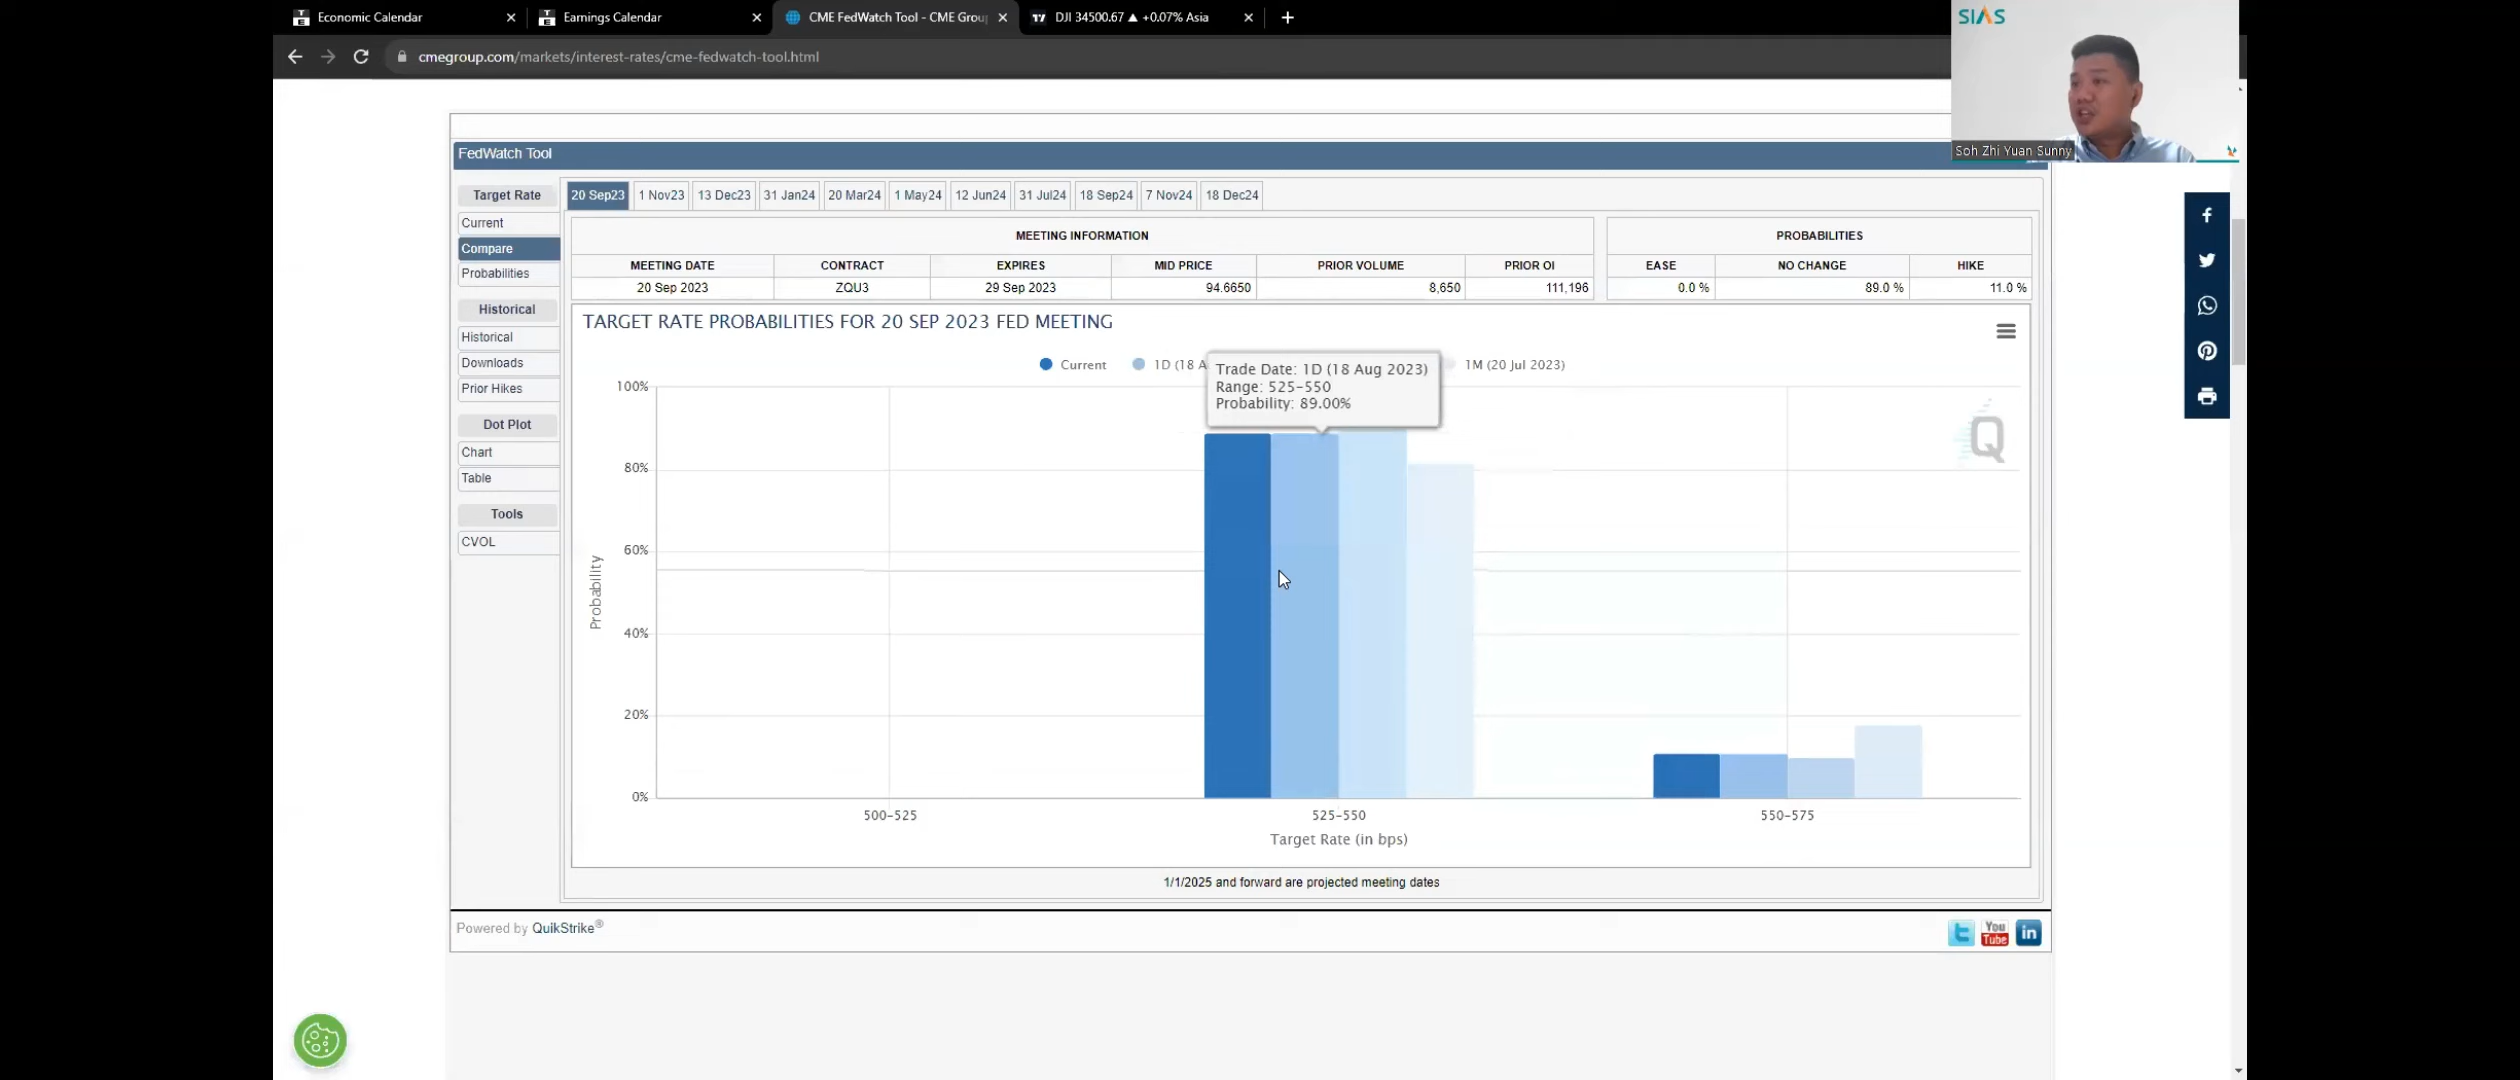 Economic Calendar
Earnings Calendar
CME FedWatch Tool - CME Grou
DJI 34500.67 ▲ +0.07% Asia
SIAS
cmegroup.com/markets/interest-rates/cme-fedwatch-tool.html
Soh Zhi Yuan Sunny
FedWatch Tool
Target Rate
Current
Compare
Probabilities
Historical
Historical
Downloads
Prior Hikes
Dot Plot
Chart
Table
Tools
CVOL
20 Sep23 1 Nov23 13 Dec23 31 Jan24 20 Mar24 1 May24 12 Jun24 31 Jul24 18 Sep24 7 Nov24 18 Dec24
MEETING INFORMATION
MEETING DATE CONTRACT EXPIRES MID PRICE PRIOR VOLUME PRIOR OI
20 Sep 2023 ZQU3 29 Sep 2023 94.6650 8,650 111,196
PROBABILITIES
EASE NO CHANGE HIKE
0.0 % 89.0 % 11.0 %
TARGET RATE PROBABILITIES FOR 20 SEP 2023 FED MEETING
Current 1D (18 A 1M (20 Jul 2023)
Trade Date: 1D (18 Aug 2023)
Range: 525-550
Probability: 89.00%
Q
100%
80%
60%
40%
20%
0%
Probability
500-525 525-550 550-575
Target Rate (in bps)
1/1/2025 and forward are projected meeting dates
Powered by QuikStrike®
You Tube
in